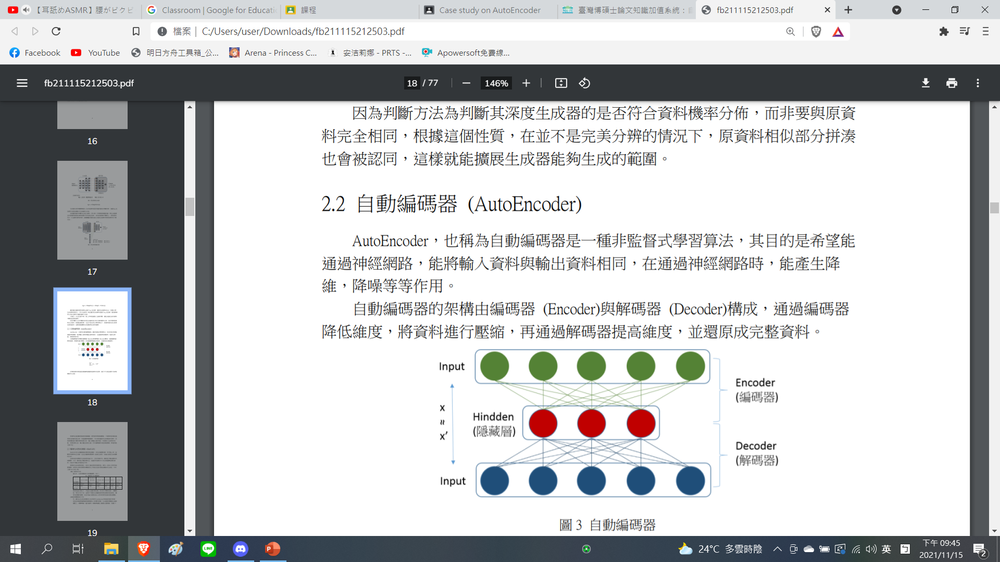 【耳舐めASMR】腰がビクビ
Classroom | Google for Educatio
課程
Case study on AutoEncoder
臺灣博碩士論文知識加值系統：自
fb211115212503.pdf
檔案 | C:/Users/user/Downloads/fb211115212503.pdf
Facebook
YouTube
明日方舟工具箱_公...
Arena - Princess C...
安洁莉娜 - PRTS -...
Apowersoft免費線...
fb211115212503.pdf
18 / 77
146%
16
17
18
19
因為判斷方法為判斷其深度生成器的是否符合資料機率分佈，而非要與原資
料完全相同，根據這個性質，在並不是完美分辨的情況下，原資料相似部分拼湊
也會被認同，這樣就能擴展生成器能夠生成的範圍。
2.2 自動編碼器 (AutoEncoder)
AutoEncoder，也稱為自動編碼器是一種非監督式學習算法，其目的是希望能
通過神經網路，能將輸入資料與輸出資料相同，在通過神經網路時，能產生降
維，降噪等等作用。
自動編碼器的架構由編碼器 (Encoder)與解碼器 (Decoder)構成，通過編碼器
降低維度，將資料進行壓縮，再通過解碼器提高維度，並還原成完整資料。
Input
Encoder
(編碼器)
x
≈
x’
Hindden
(隱藏層)
Decoder
(解碼器)
Input
圖 3 自動編碼器
24°C 多雲時陰
英
下午 09:45
2021/11/15
2